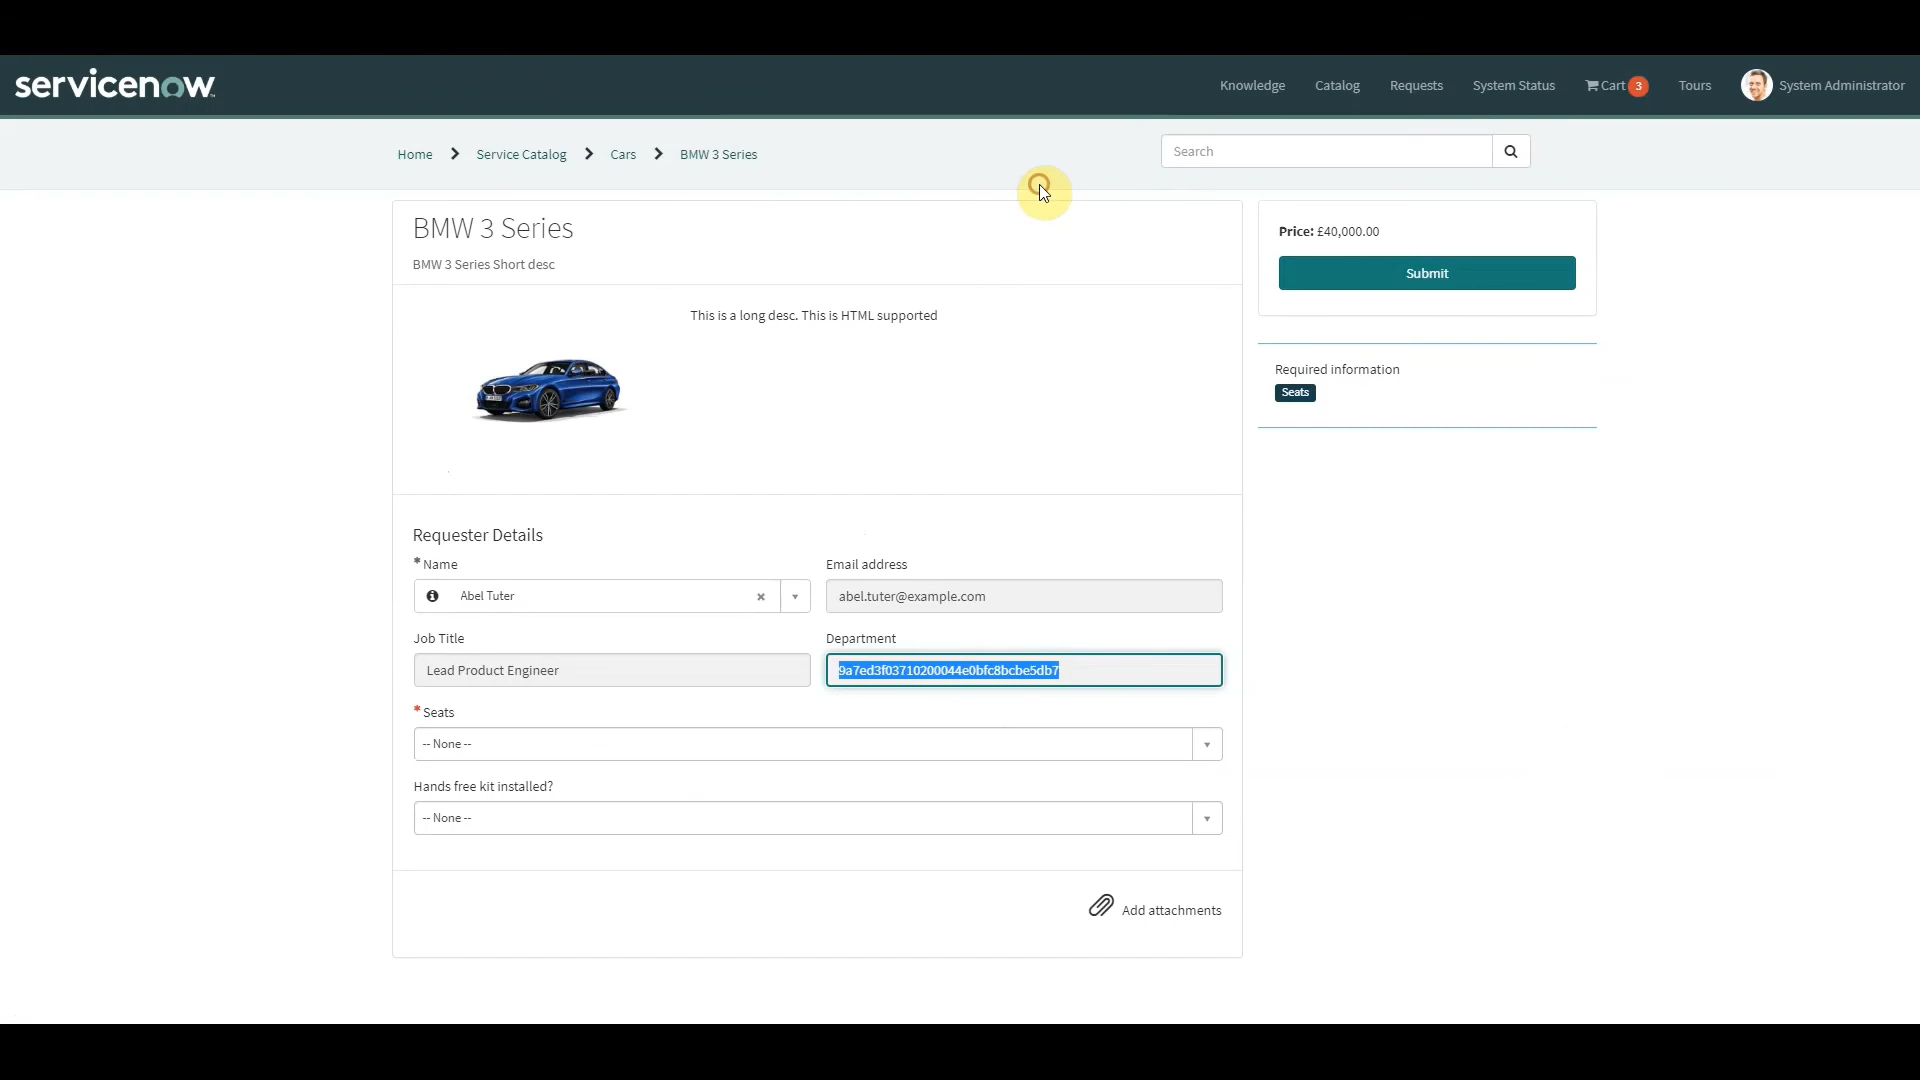 servicenow
Knowledge Catalog Requests System Status Cart 3 Tours System Administrator
Home Service Catalog Cars BMW 3 Series
Search
BMW 3 Series
BMW 3 Series Short desc
Price: £40,000.00
Submit
This is a long desc. This is HTML supported
Required information
Seats
Requester Details
* Name
Email address
Abel Tuter
abel.tuter@example.com
Job Title
Department
Lead Product Engineer
9a7ed3f03710200044e0bfc8bcbe5db7
* Seats
-- None --
Hands free kit installed?
-- None --
Add attachments